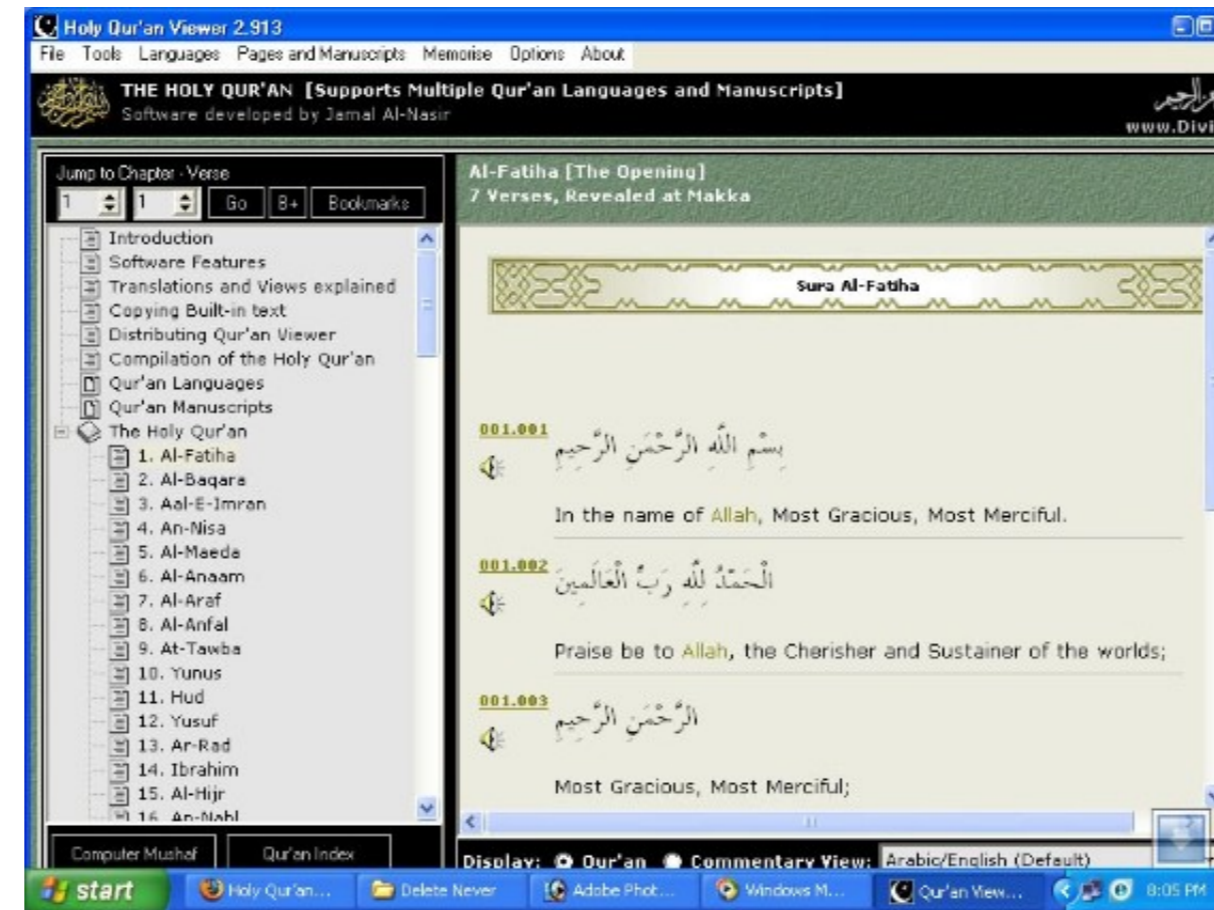 Holy Qur'an Viewer 2.913
File Tools Languages Pages and Manuscripts Memorise Options About
THE HOLY QUR'AN [Supports Multiple Qur'an Languages and Manuscripts]
Software developed by Jamal Al-Nasir
www.Divi
Jump to Chapter - Verse
1 1 Go B+ Bookmarks
Introduction
Software Features
Translations and Views explained
Copying Built-in text
Distributing Qur'an Viewer
Compilation of the Holy Qur'an
Qur'an Languages
Qur'an Manuscripts
The Holy Qur'an
1. Al-Fatiha
2. Al-Baqara
3. Aal-E-Imran
4. An-Nisa
5. Al-Maeda
6. Al-Anaam
7. Al-Araf
8. Al-Anfal
9. At-Tawba
10. Yunus
11. Hud
12. Yusuf
13. Ar-Rad
14. Ibrahim
15. Al-Hijr
16. An-Nahl
Computer Mushaf Qur'an Index
Al-Fatiha [The Opening]
7 Verses, Revealed at Makka
Sura Al-Fatiha
001.001
بِسْمِ اللَّهِ الرَّحْمَنِ الرَّحِيمِ
In the name of Allah, Most Gracious, Most Merciful.
001.002
الْحَمْدُ لِلَّهِ رَبِّ الْعَالَمِينَ
Praise be to Allah, the Cherisher and Sustainer of the worlds;
001.003
الرَّحْمَنِ الرَّحِيمِ
Most Gracious, Most Merciful;
Display: Qur'an Commentary View: Arabic/English (Default)
start Holy Qur'an... Delete Never Adobe Phot... Windows M... Qur'an View... 8:05 PM